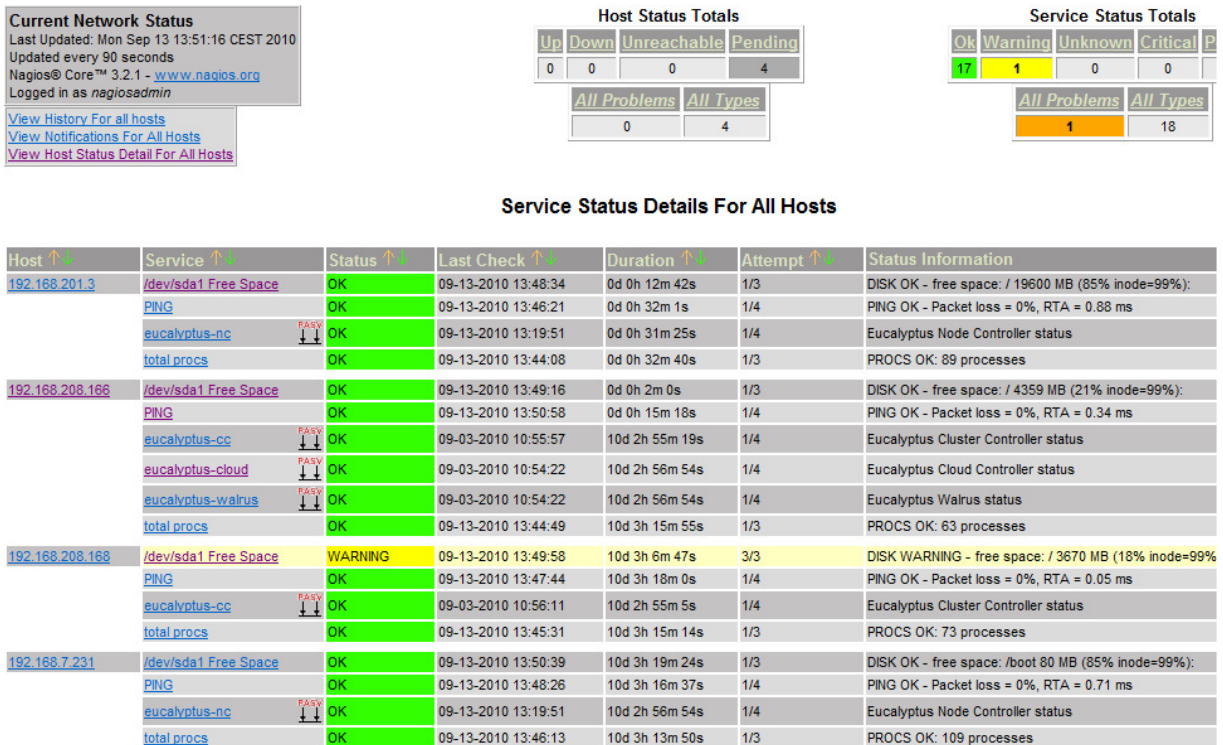 Current Network Status
Last Updated: Mon Sep 13 13:51:16 CEST 2010
Updated every 90 seconds
Nagios® Core™ 3.2.1 - www.nagios.org
Logged in as nagiosadmin
View History For all hosts
View Notifications For All Hosts
View Host Status Detail For All Hosts
Host Status Totals
Up Down Unreachable Pending
0 0 0 4
All Problems All Types
0 4
Service Status Totals
Ok Warning Unknown Critical P
17 1 0 0
All Problems All Types
1 18
Service Status Details For All Hosts
Host Service Status Last Check Duration Attempt Status Information
192.168.201.3 /dev/sda1 Free Space OK 09-13-2010 13:48:34 0d 0h 12m 42s 1/3 DISK OK - free space: / 19600 MB (85% inode=99%):
PING OK 09-13-2010 13:46:21 0d 0h 32m 1s 1/4 PING OK - Packet loss = 0%, RTA = 0.88 ms
eucalyptus-nc PASV OK 09-13-2010 13:19:51 0d 0h 31m 25s 1/4 Eucalyptus Node Controller status
total procs OK 09-13-2010 13:44:08 0d 0h 32m 40s 1/3 PROCS OK: 89 processes
192.168.208.166 /dev/sda1 Free Space OK 09-13-2010 13:49:16 0d 0h 2m 0s 1/3 DISK OK - free space: / 4359 MB (21% inode=99%):
PING OK 09-13-2010 13:50:58 0d 0h 15m 18s 1/4 PING OK - Packet loss = 0%, RTA = 0.34 ms
eucalyptus-cc PASV OK 09-03-2010 10:55:57 10d 2h 55m 19s 1/4 Eucalyptus Cluster Controller status
eucalyptus-cloud PASV OK 09-03-2010 10:54:22 10d 2h 56m 54s 1/4 Eucalyptus Cloud Controller status
eucalyptus-walrus PASV OK 09-03-2010 10:54:22 10d 2h 56m 54s 1/4 Eucalyptus Walrus status
total procs OK 09-13-2010 13:44:49 10d 3h 15m 55s 1/3 PROCS OK: 63 processes
192.168.208.168 /dev/sda1 Free Space WARNING 09-13-2010 13:49:58 10d 3h 6m 47s 3/3 DISK WARNING - free space: / 3670 MB (18% inode=99%
PING OK 09-13-2010 13:47:44 10d 3h 18m 0s 1/4 PING OK - Packet loss = 0%, RTA = 0.05 ms
eucalyptus-cc PASV OK 09-03-2010 10:56:11 10d 2h 55m 5s 1/4 Eucalyptus Cluster Controller status
total procs OK 09-13-2010 13:45:31 10d 3h 15m 14s 1/3 PROCS OK: 73 processes
192.168.7.231 /dev/sda1 Free Space OK 09-13-2010 13:50:39 10d 3h 19m 24s 1/3 DISK OK - free space: /boot 80 MB (85% inode=99%):
PING OK 09-13-2010 13:48:26 10d 3h 16m 37s 1/4 PING OK - Packet loss = 0%, RTA = 0.71 ms
eucalyptus-nc PASV OK 09-13-2010 13:19:51 10d 2h 56m 54s 1/4 Eucalyptus Node Controller status
total procs OK 09-13-2010 13:46:13 10d 3h 13m 50s 1/3 PROCS OK: 109 processes